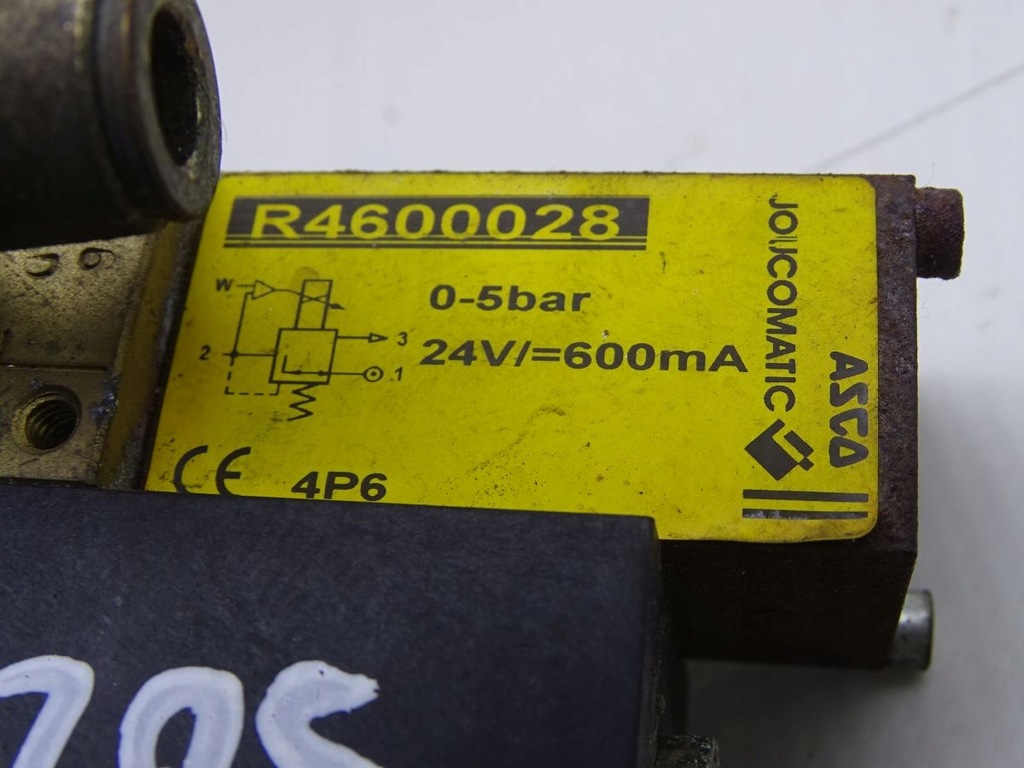 R4600028
W
0-5bar
3
24V/=600mA
2
1
CE
4P6
JOUCOMATIC
ASCO